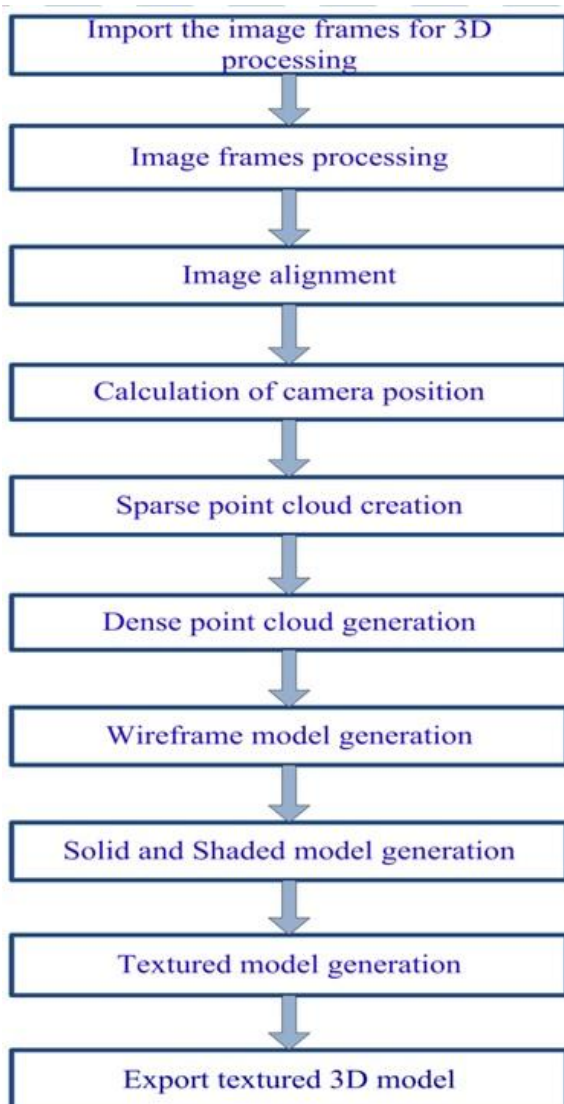 Import the image frames for 3D
processing
Image frames processing
Image alignment
Calculation of camera position
Sparse point cloud creation
Dense point cloud generation
Wireframe model generation
Solid and Shaded model generation
Textured model generation
Export textured 3D model